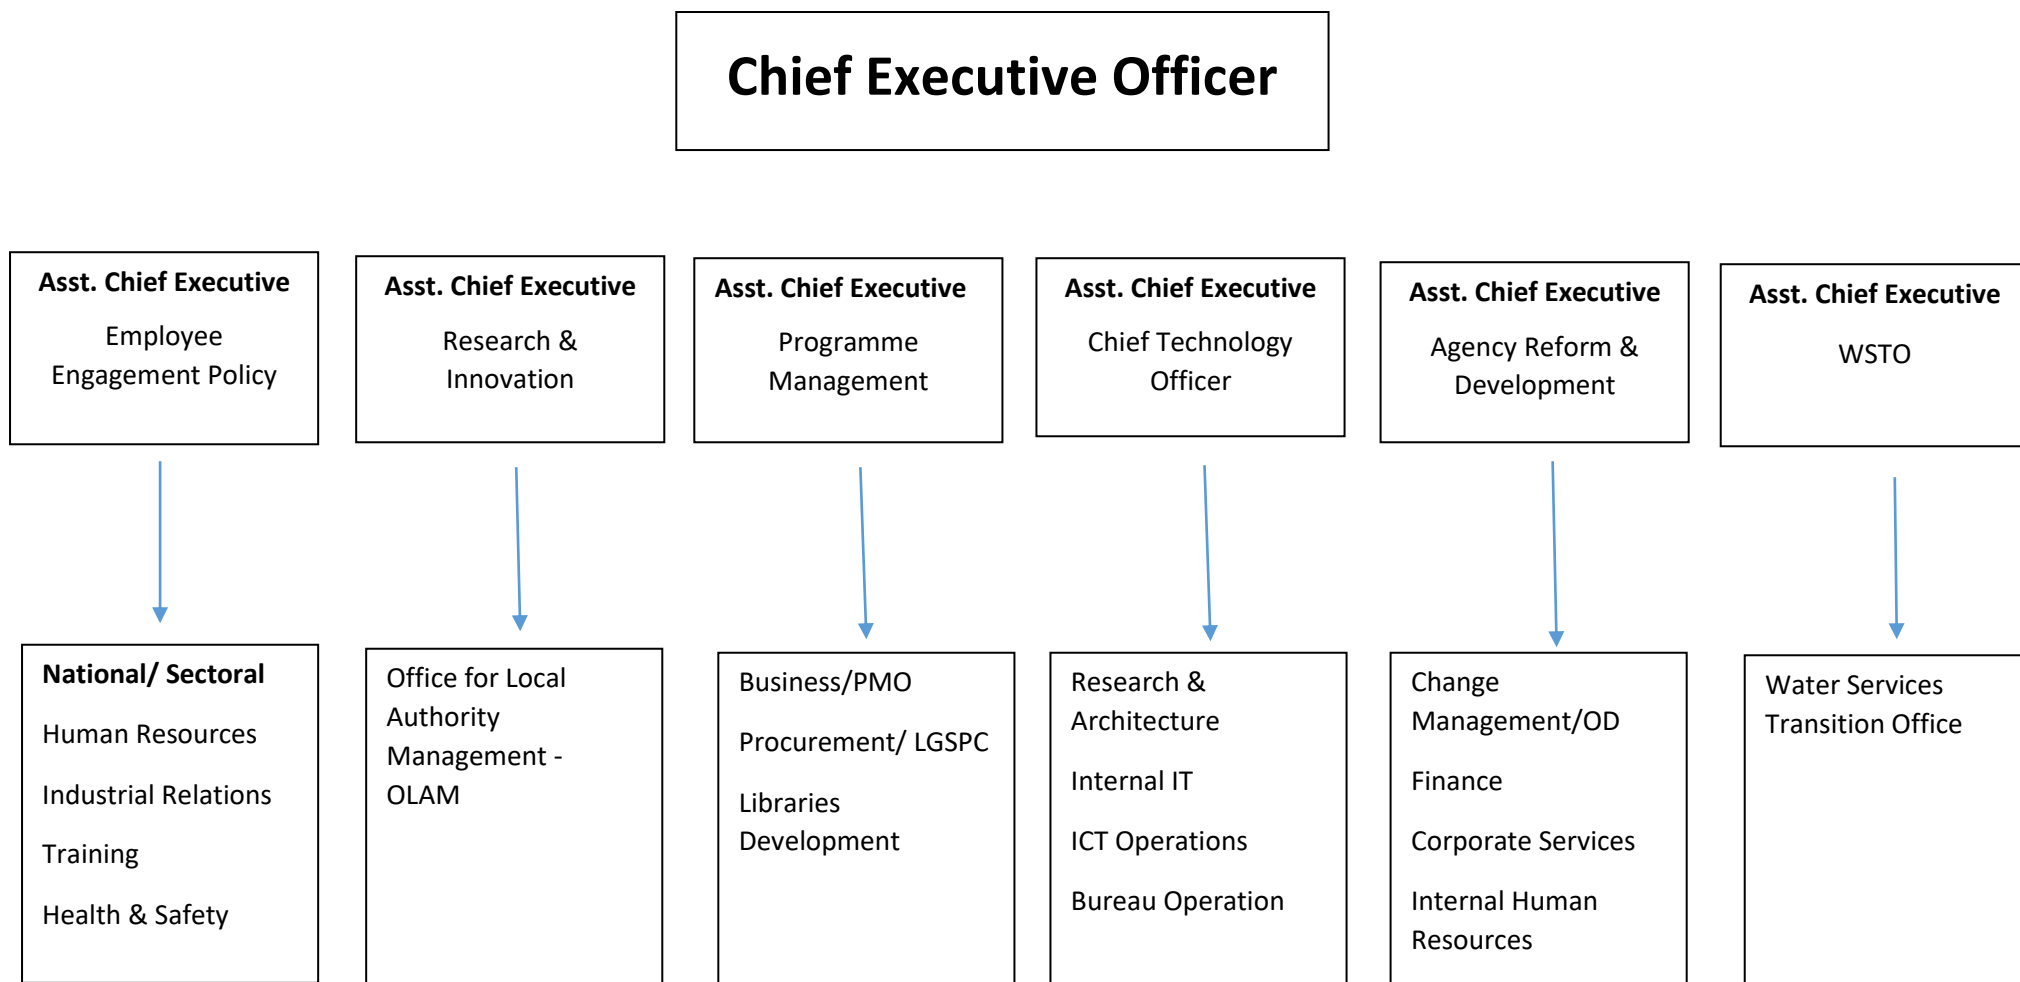 Chief Executive Officer
Asst. Chief Executive
Employee
Engagement Policy
Asst. Chief Executive
Research &
Innovation
Asst. Chief Executive
Programme
Management
Asst. Chief Executive
Chief Technology
Officer
Asst. Chief Executive
Agency Reform &
Development
Asst. Chief Executive
WSTO
National/ Sectoral
Human Resources
Industrial Relations
Training
Health & Safety
Office for Local
Authority
Management -
OLAM
Business/PMO
Procurement/ LGSPC
Libraries
Development
Research &
Architecture
Internal IT
ICT Operations
Bureau Operation
Change
Management/OD
Finance
Corporate Services
Internal Human
Resources
Water Services
Transition Office